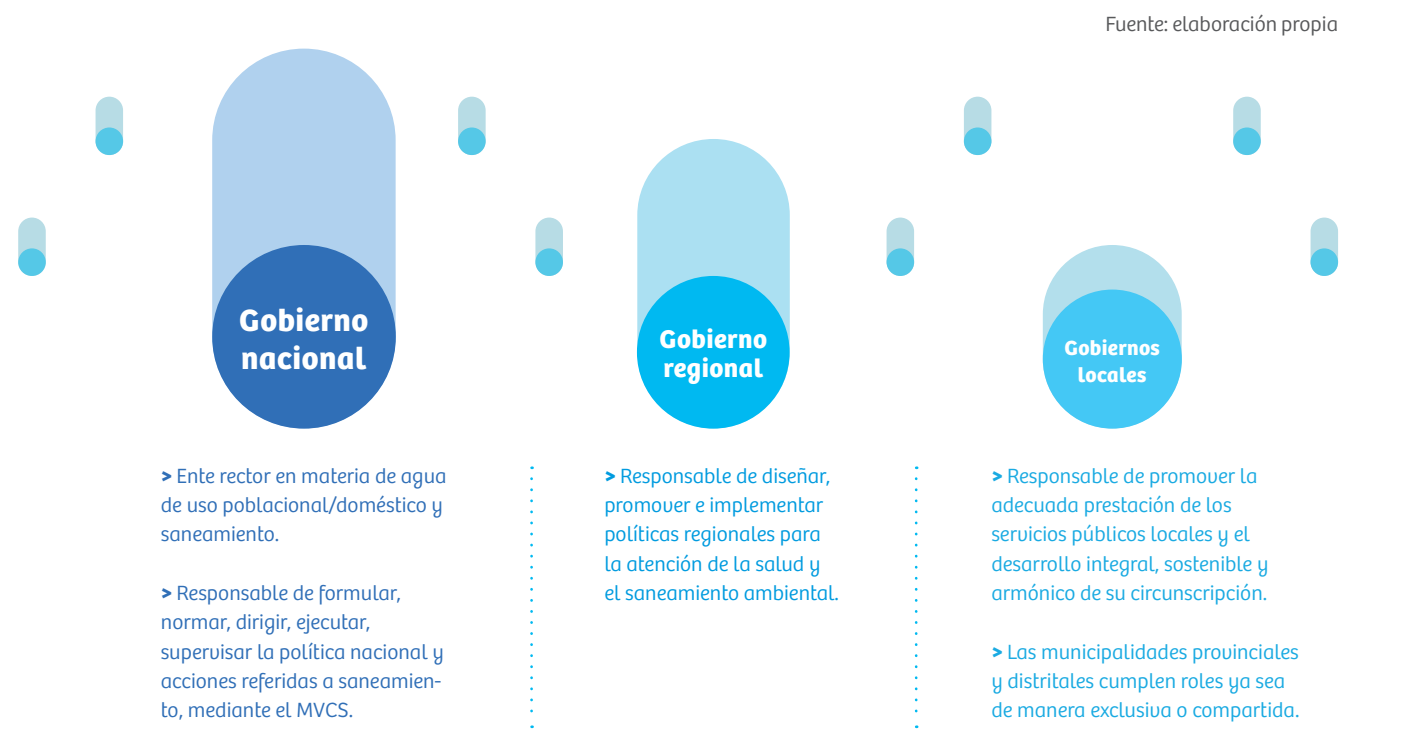 Fuente: elaboración propia
Gobierno
nacional
> Ente rector en materia de agua
de uso poblacional/doméstico y
saneamiento.
> Responsable de formular,
normar, dirigir, ejecutar,
supervisar la política nacional y
acciones referidas a saneamien-
to, mediante el MVCS.
Gobierno
regional
> Responsable de diseñar,
promover e implementar
políticas regionales para
la atención de la salud y
el saneamiento ambiental.
Gobiernos
locales
> Responsable de promover la
adecuada prestación de los
servicios públicos locales y el
desarrollo integral, sostenible y
armónico de su circunscripción.
> Las municipalidades provinciales
y distritales cumplen roles ya sea
de manera exclusiva o compartida.